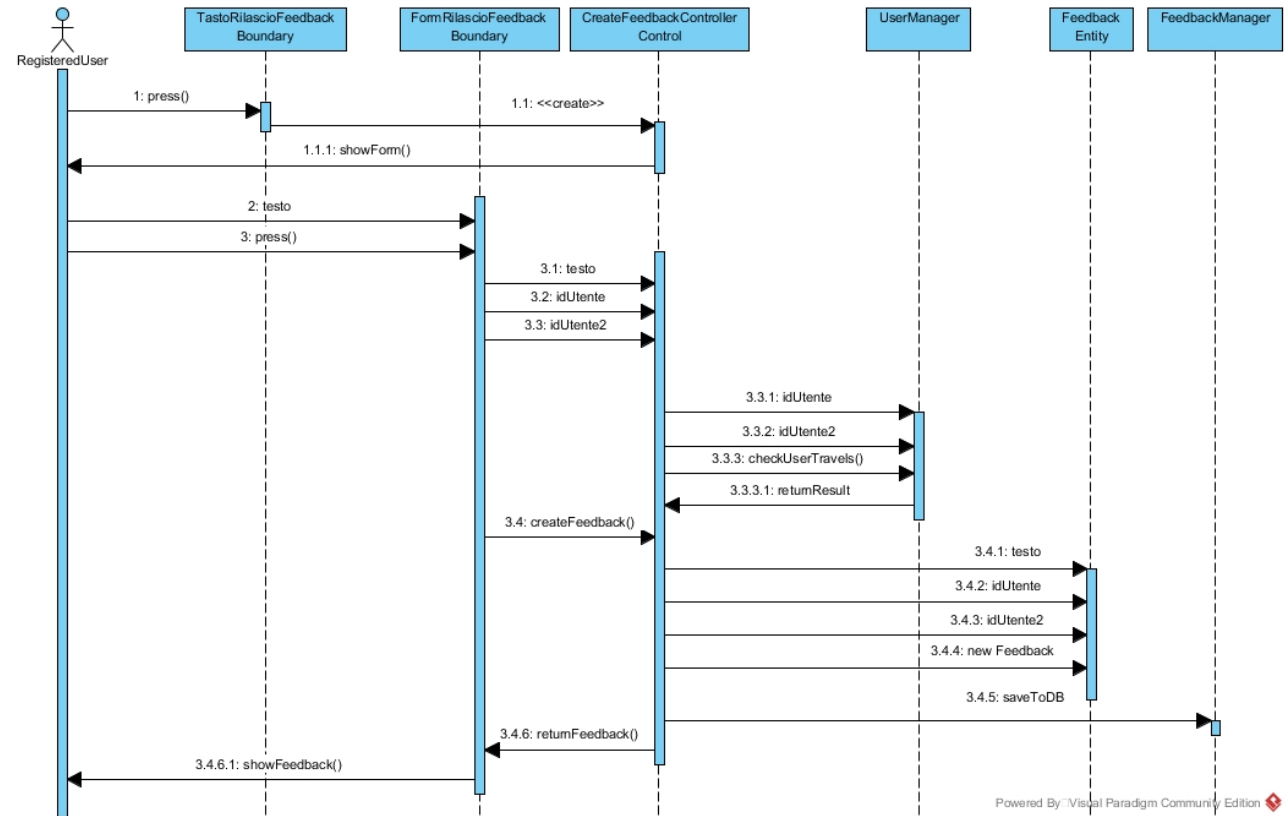 TastoRilascioFeedback
Boundary
FormRilascioFeedback
Boundary
CreateFeedbackController
Control
UserManager
Feedback
Entity
FeedbackManager
RegisteredUser
1: press()
1.1: <<create>>
1.1.1: showForm()
2: testo
3: press()
3.1: testo
3.2: idUtente
3.3: idUtente2
3.3.1: idUtente
3.3.2: idUtente2
3.3.3: checkUserTravels()
3.3.3.1: returnResult
3.4: createFeedback()
3.4.1: testo
3.4.2: idUtente
3.4.3: idUtente2
3.4.4: new Feedback
3.4.5: saveToDB
3.4.6: returnFeedback()
3.4.6.1: showFeedback()
Powered By Visual Paradigm Community Edition